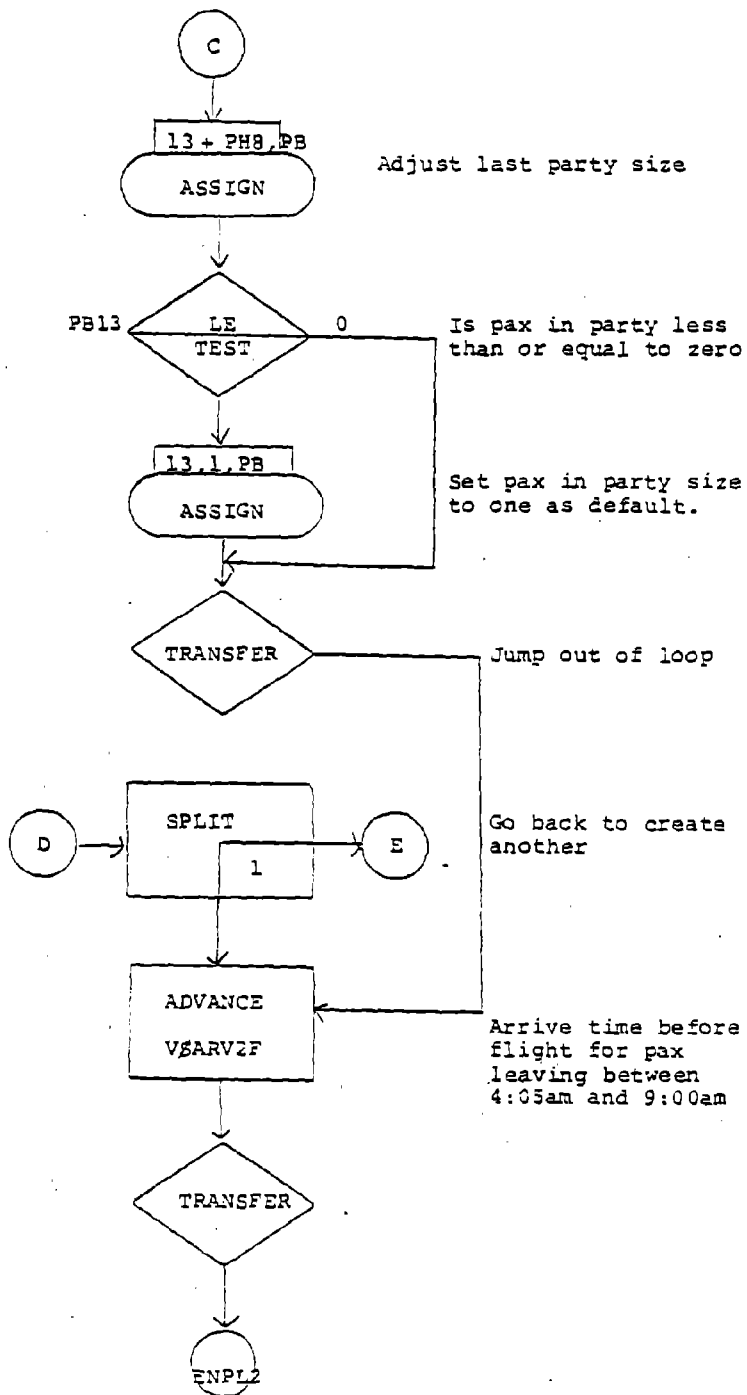 C
13+PH8,PB
ASSIGN
Adjust last party size
PB13
LE
TEST
0
Is pax in party less
than or equal to zero
13,1,PB
ASSIGN
Set pax in party size
to one as default.
TRANSFER
Jump out of loop
D
SPLIT
1
E
Go back to create
another
ADVANCE
V$ARV2F
Arrive time before
flight for pax
leaving between
4:05am and 9:00am
TRANSFER
ENPL2